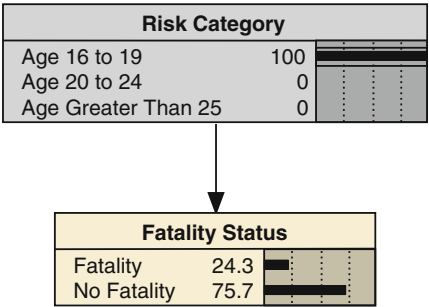 Risk Category
Age 16 to 19 100
Age 20 to 24 0
Age Greater Than 25 0
Fatality Status
Fatality 24.3
No Fatality 75.7